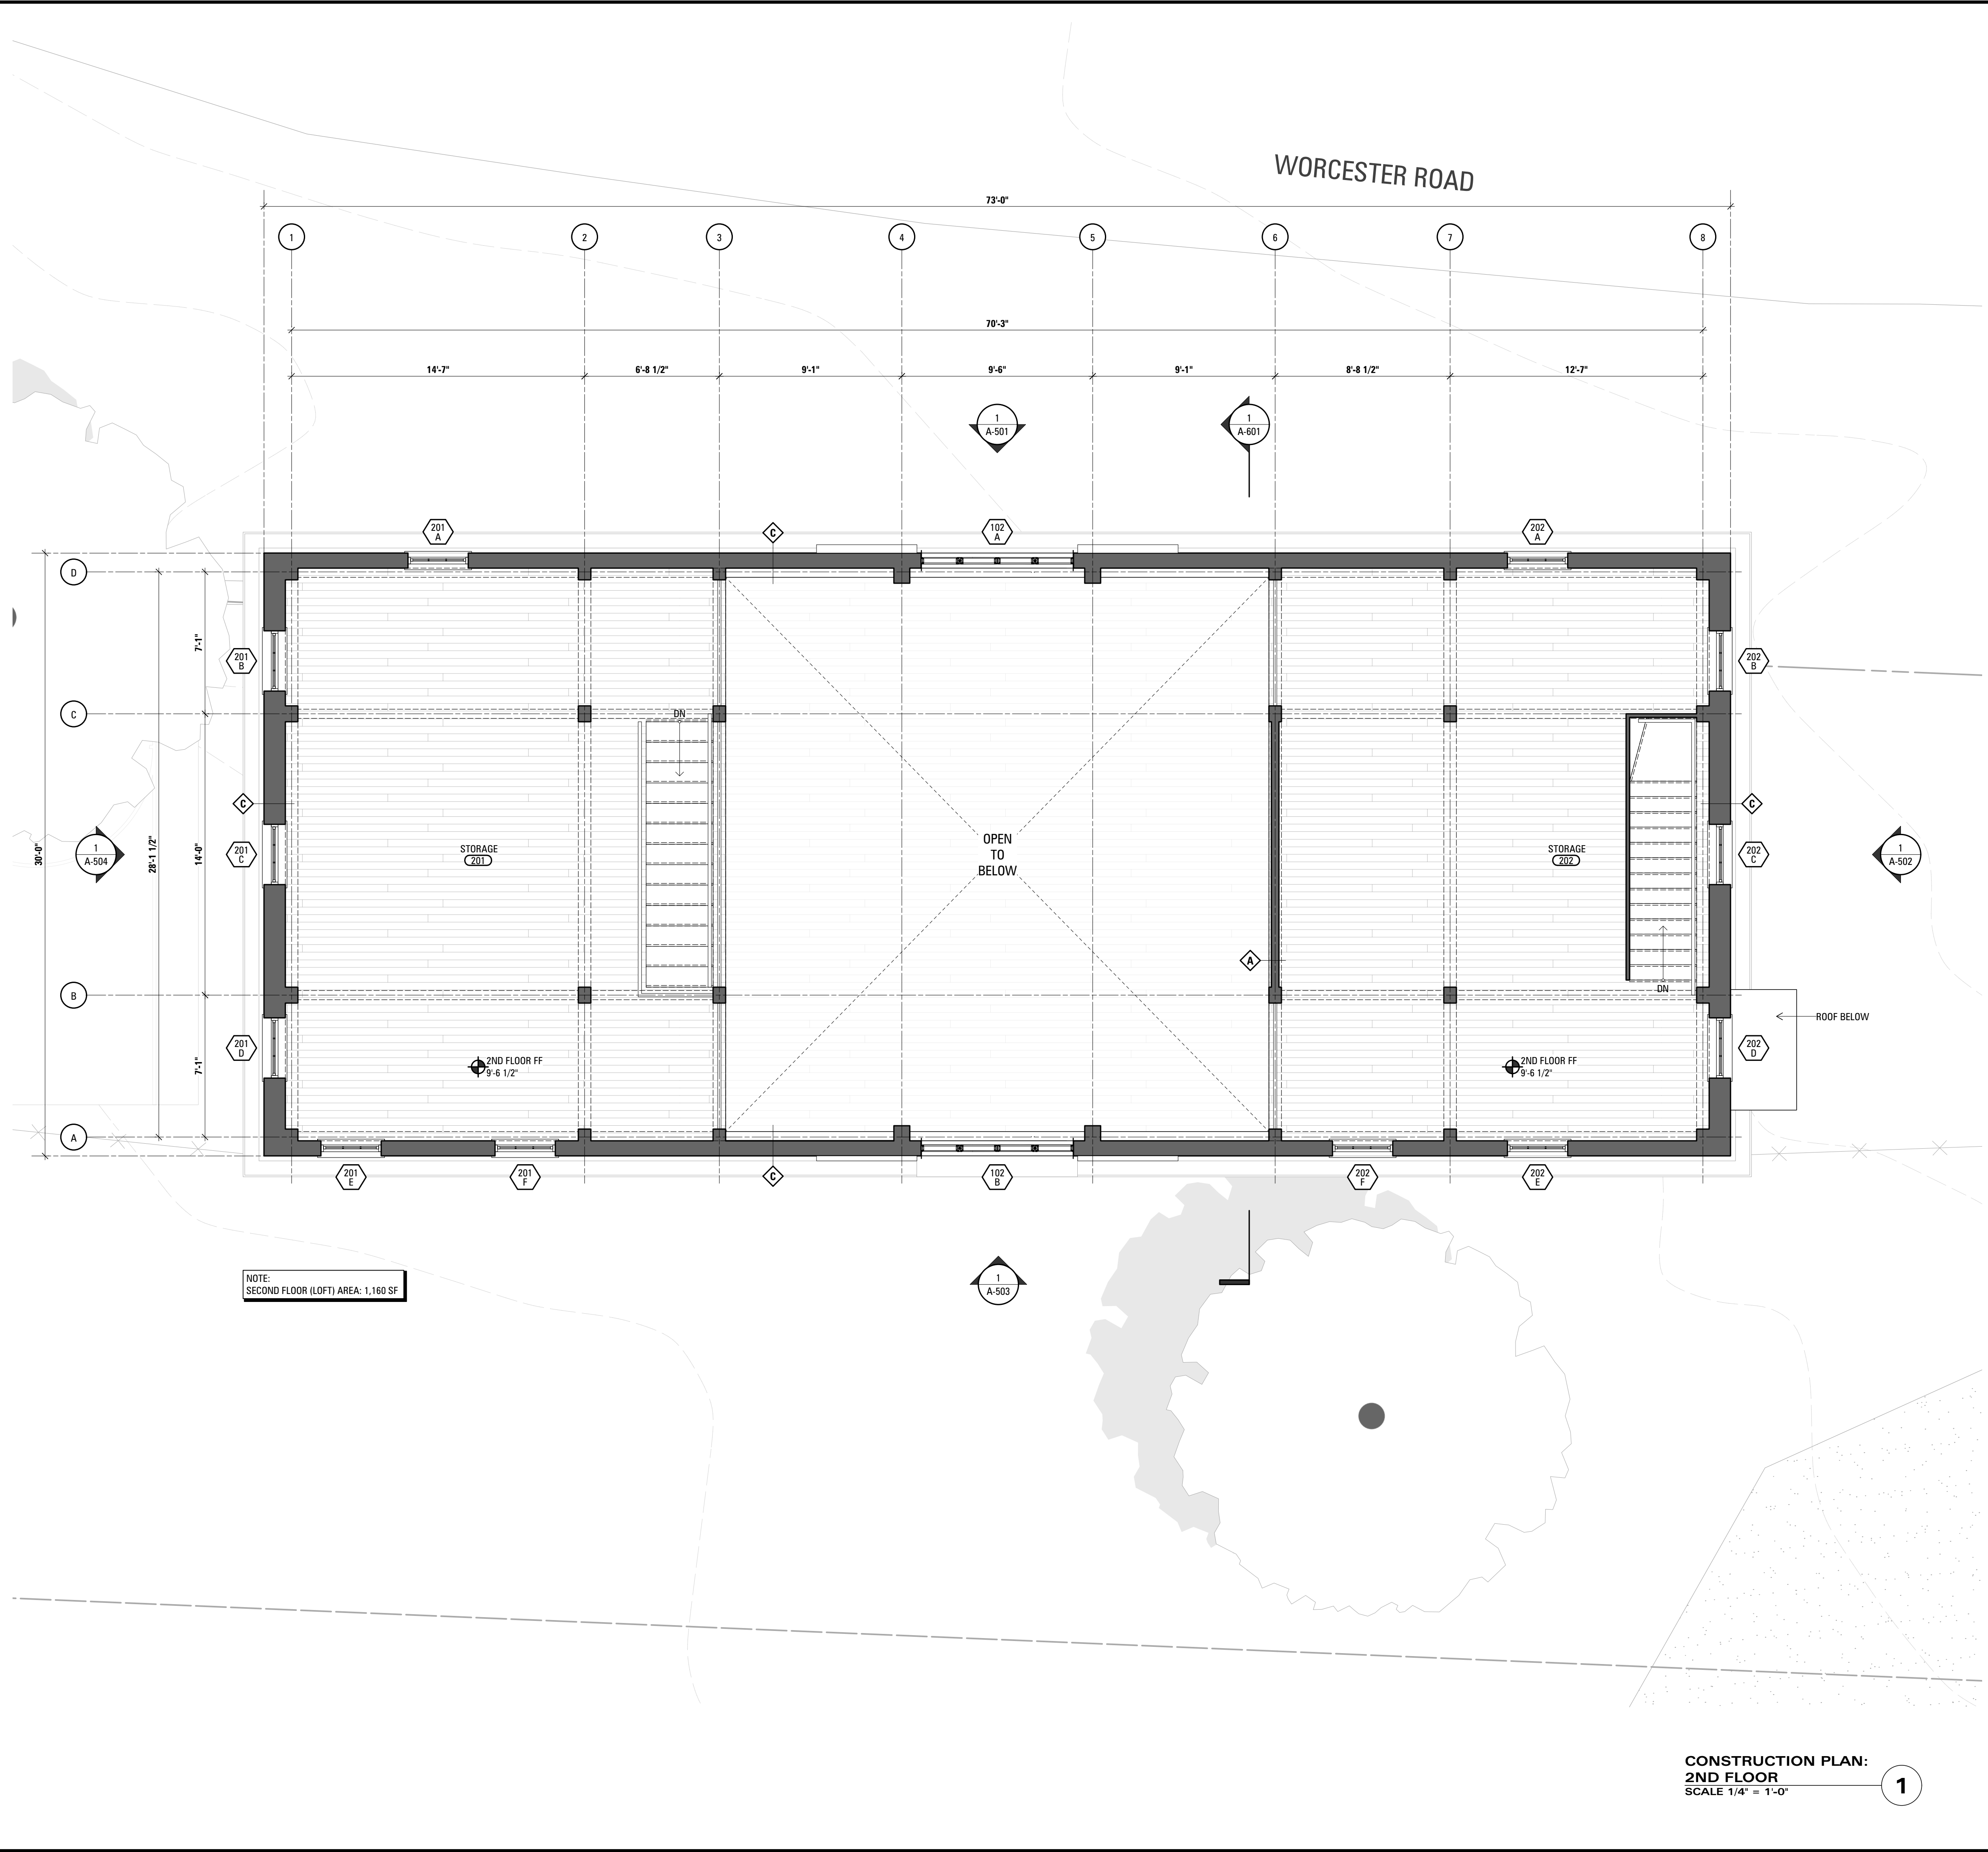 WORCESTER ROAD
73'-0"
1 2 3 4 5 6 7 8
70'-3"
14'-7" 6'-8 1/2" 9'-1" 9'-6" 9'-1" 8'-8 1/2" 12'-7"
1
A-501
1
A-601
201
A
C
102
A
202
A
D
7'-1"
201
B
202
B
C
DN
C
C
30'-0"
28'-1 1/2"
14'-0"
1
A-504
201
C
STORAGE
201
OPEN
TO
BELOW
STORAGE
202
202
C
1
A-502
A
B
DN
ROOF BELOW
201
D
7'-1"
2ND FLOOR FF
9'-6 1/2"
2ND FLOOR FF
9'-6 1/2"
202
D
A
201
E
201
F
C
102
B
202
F
202
E
NOTE:
SECOND FLOOR (LOFT) AREA: 1,160 SF
1
A-503
CONSTRUCTION PLAN:
2ND FLOOR
SCALE 1/4" = 1'-0"
1